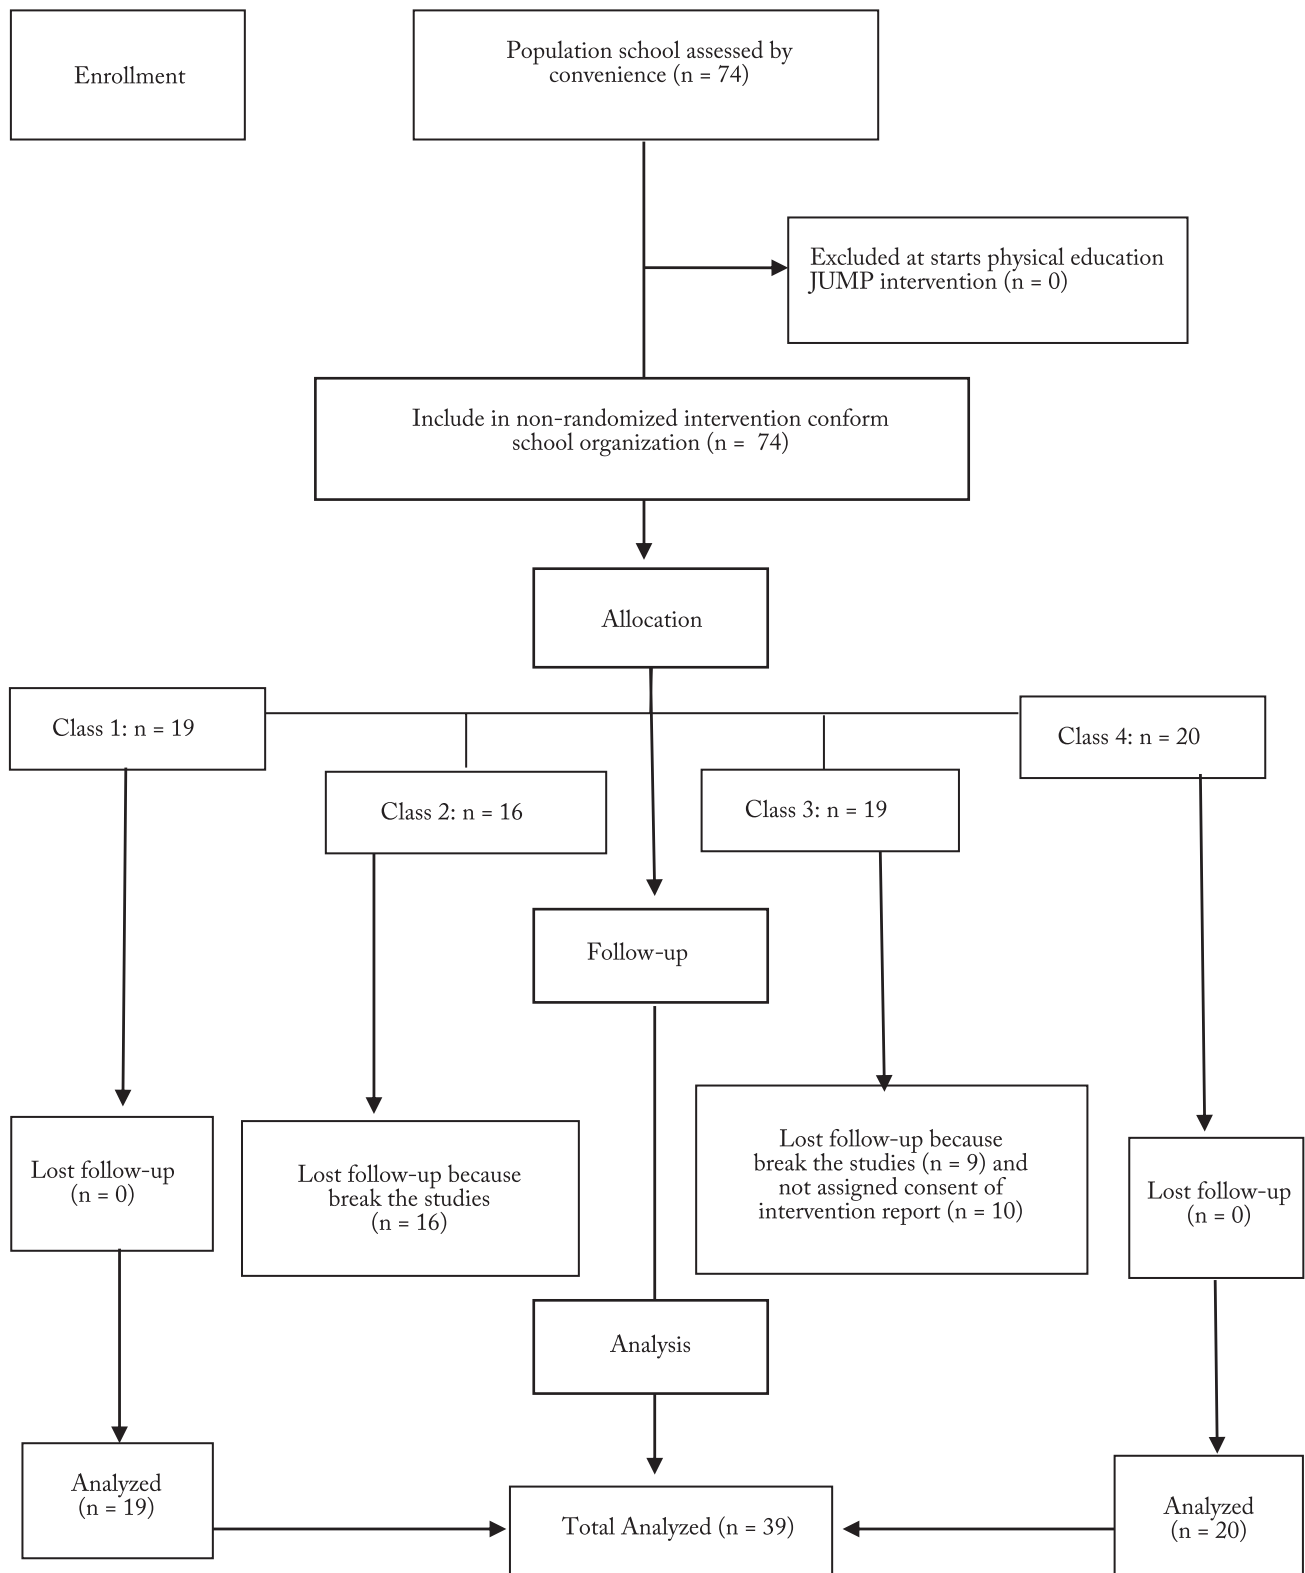 Enrollment
Population school assessed by
convenience (n = 74)
Excluded at starts physical education
JUMP intervention (n = 0)
Include in non-randomized intervention conform
school organization (n =  74)
Allocation
Class 1: n = 19
Class 4: n = 20
Class 2: n = 16
Class 3: n = 19
Follow-up
Lost follow-up
(n = 0)
Lost follow-up because
break the studies
(n = 16)
Lost follow-up because
break the studies (n = 9) and
not assigned consent of
intervention report (n = 10)
Lost follow-up
(n = 0)
Analysis
Analyzed
(n = 19)
Total Analyzed (n = 39)
Analyzed
(n = 20)